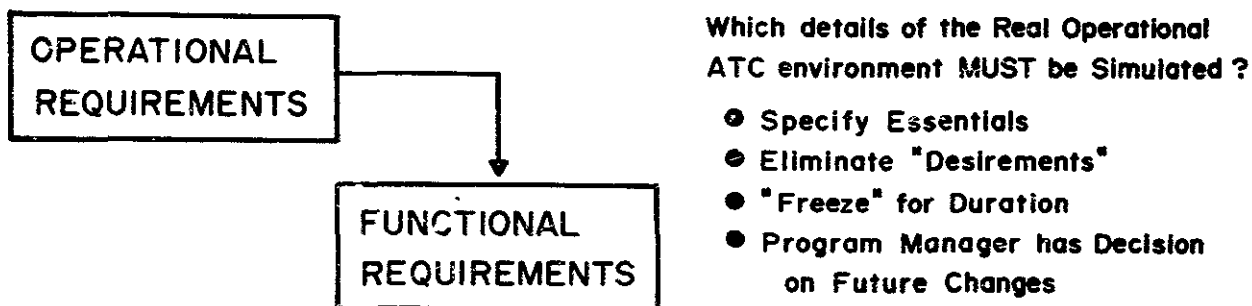 OPERATIONAL
REQUIREMENTS
FUNCTIONAL
REQUIREMENTS
Which details of the Real Operational
ATC environment MUST be Simulated ?
● Specify Essentials
● Eliminate "Desirements"
● "Freeze" for Duration
● Program Manager has Decision
on Future Changes